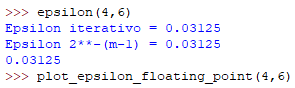 >>> epsilon(4,6)
Epsilon iterativo = 0.03125
Epsilon 2**-(m-1) = 0.03125
0.03125
>>> plot_epsilon_floating_point(4,6)